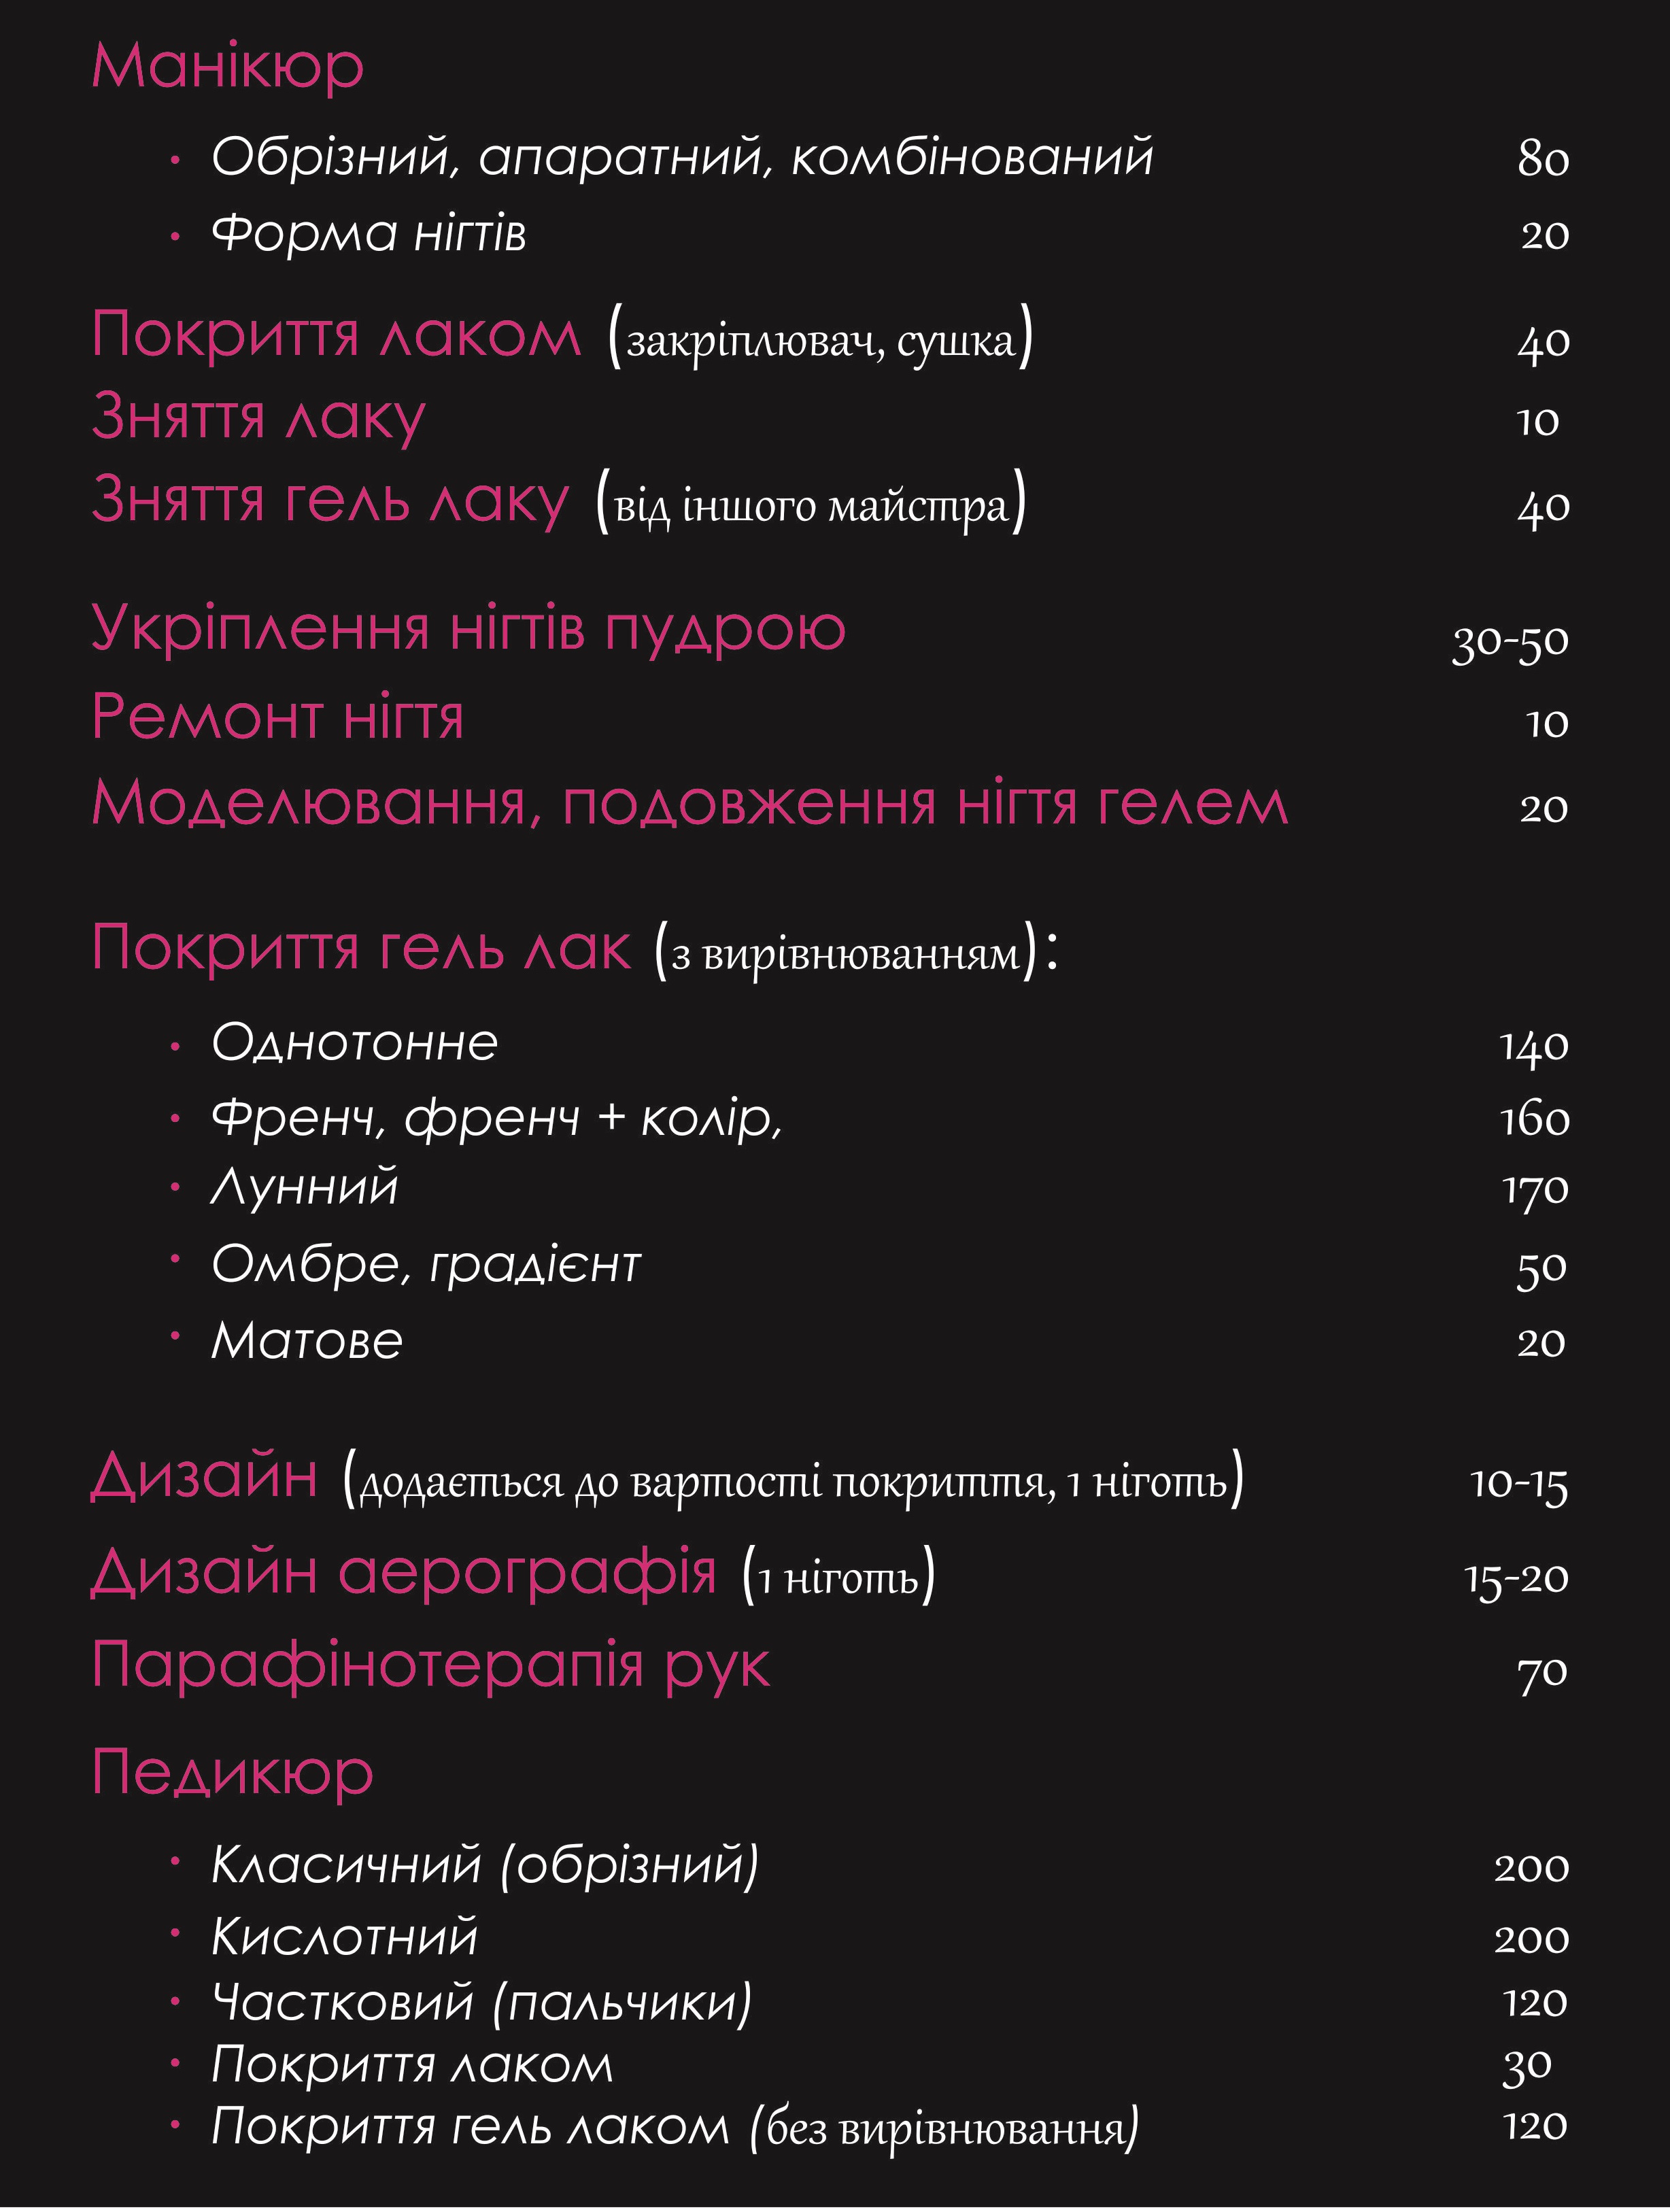 Манікюр
• Обрізний, апаратний, комбінований 80
• Форма нігтів 20
Покриття лаком (закріплювач, сушка) 40
Зняття лаку 10
Зняття гель лаку (від іншого майстра) 40
Укріплення нігтів пудрою 30-50
Ремонт нігтя 10
Моделювання, подовження нігтя гелем 20
Покриття гель лак (з вирівнюванням):
• Однотонне 140
• Френч, френч + колір, 160
• Лунний 170
• Омбре, градієнт 50
• Матове 20
Дизайн (додається до вартості покриття, 1 ніготь) 10-15
Дизайн аерографія (1 ніготь) 15-20
Парафінотерапія рук 70
Педикюр
• Класичний (обрізний) 200
• Кислотний 200
• Частковий (пальчики) 120
• Покриття лаком 30
• Покриття гель лаком (без вирівнювання) 120